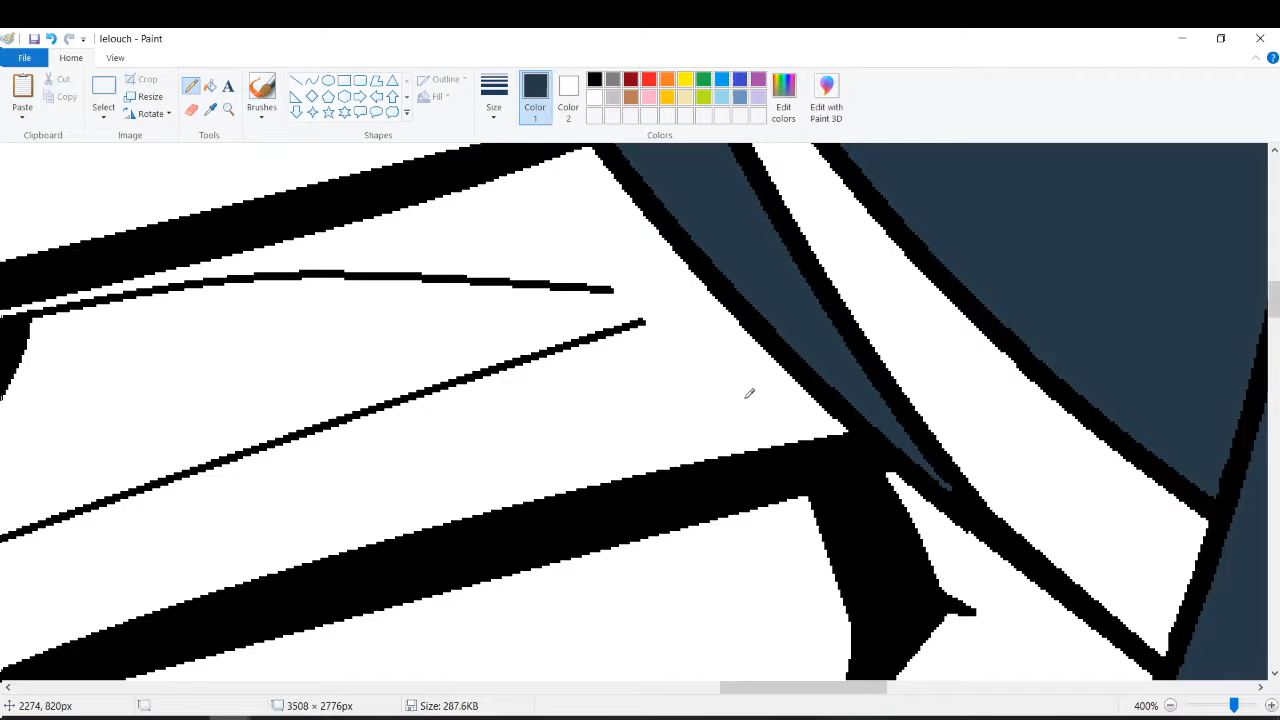 lelouch - Paint
File Home View
Paste
Cut
Copy
Clipboard
Select
Crop
Resize
Rotate
Image
A
Tools
Brushes
Outline
Fill
Shapes
Size
Color 1
Color 2
Edit colors
Edit with Paint 3D
Colors
2274, 820px
3508 × 2776px
Size: 287.6KB
400%